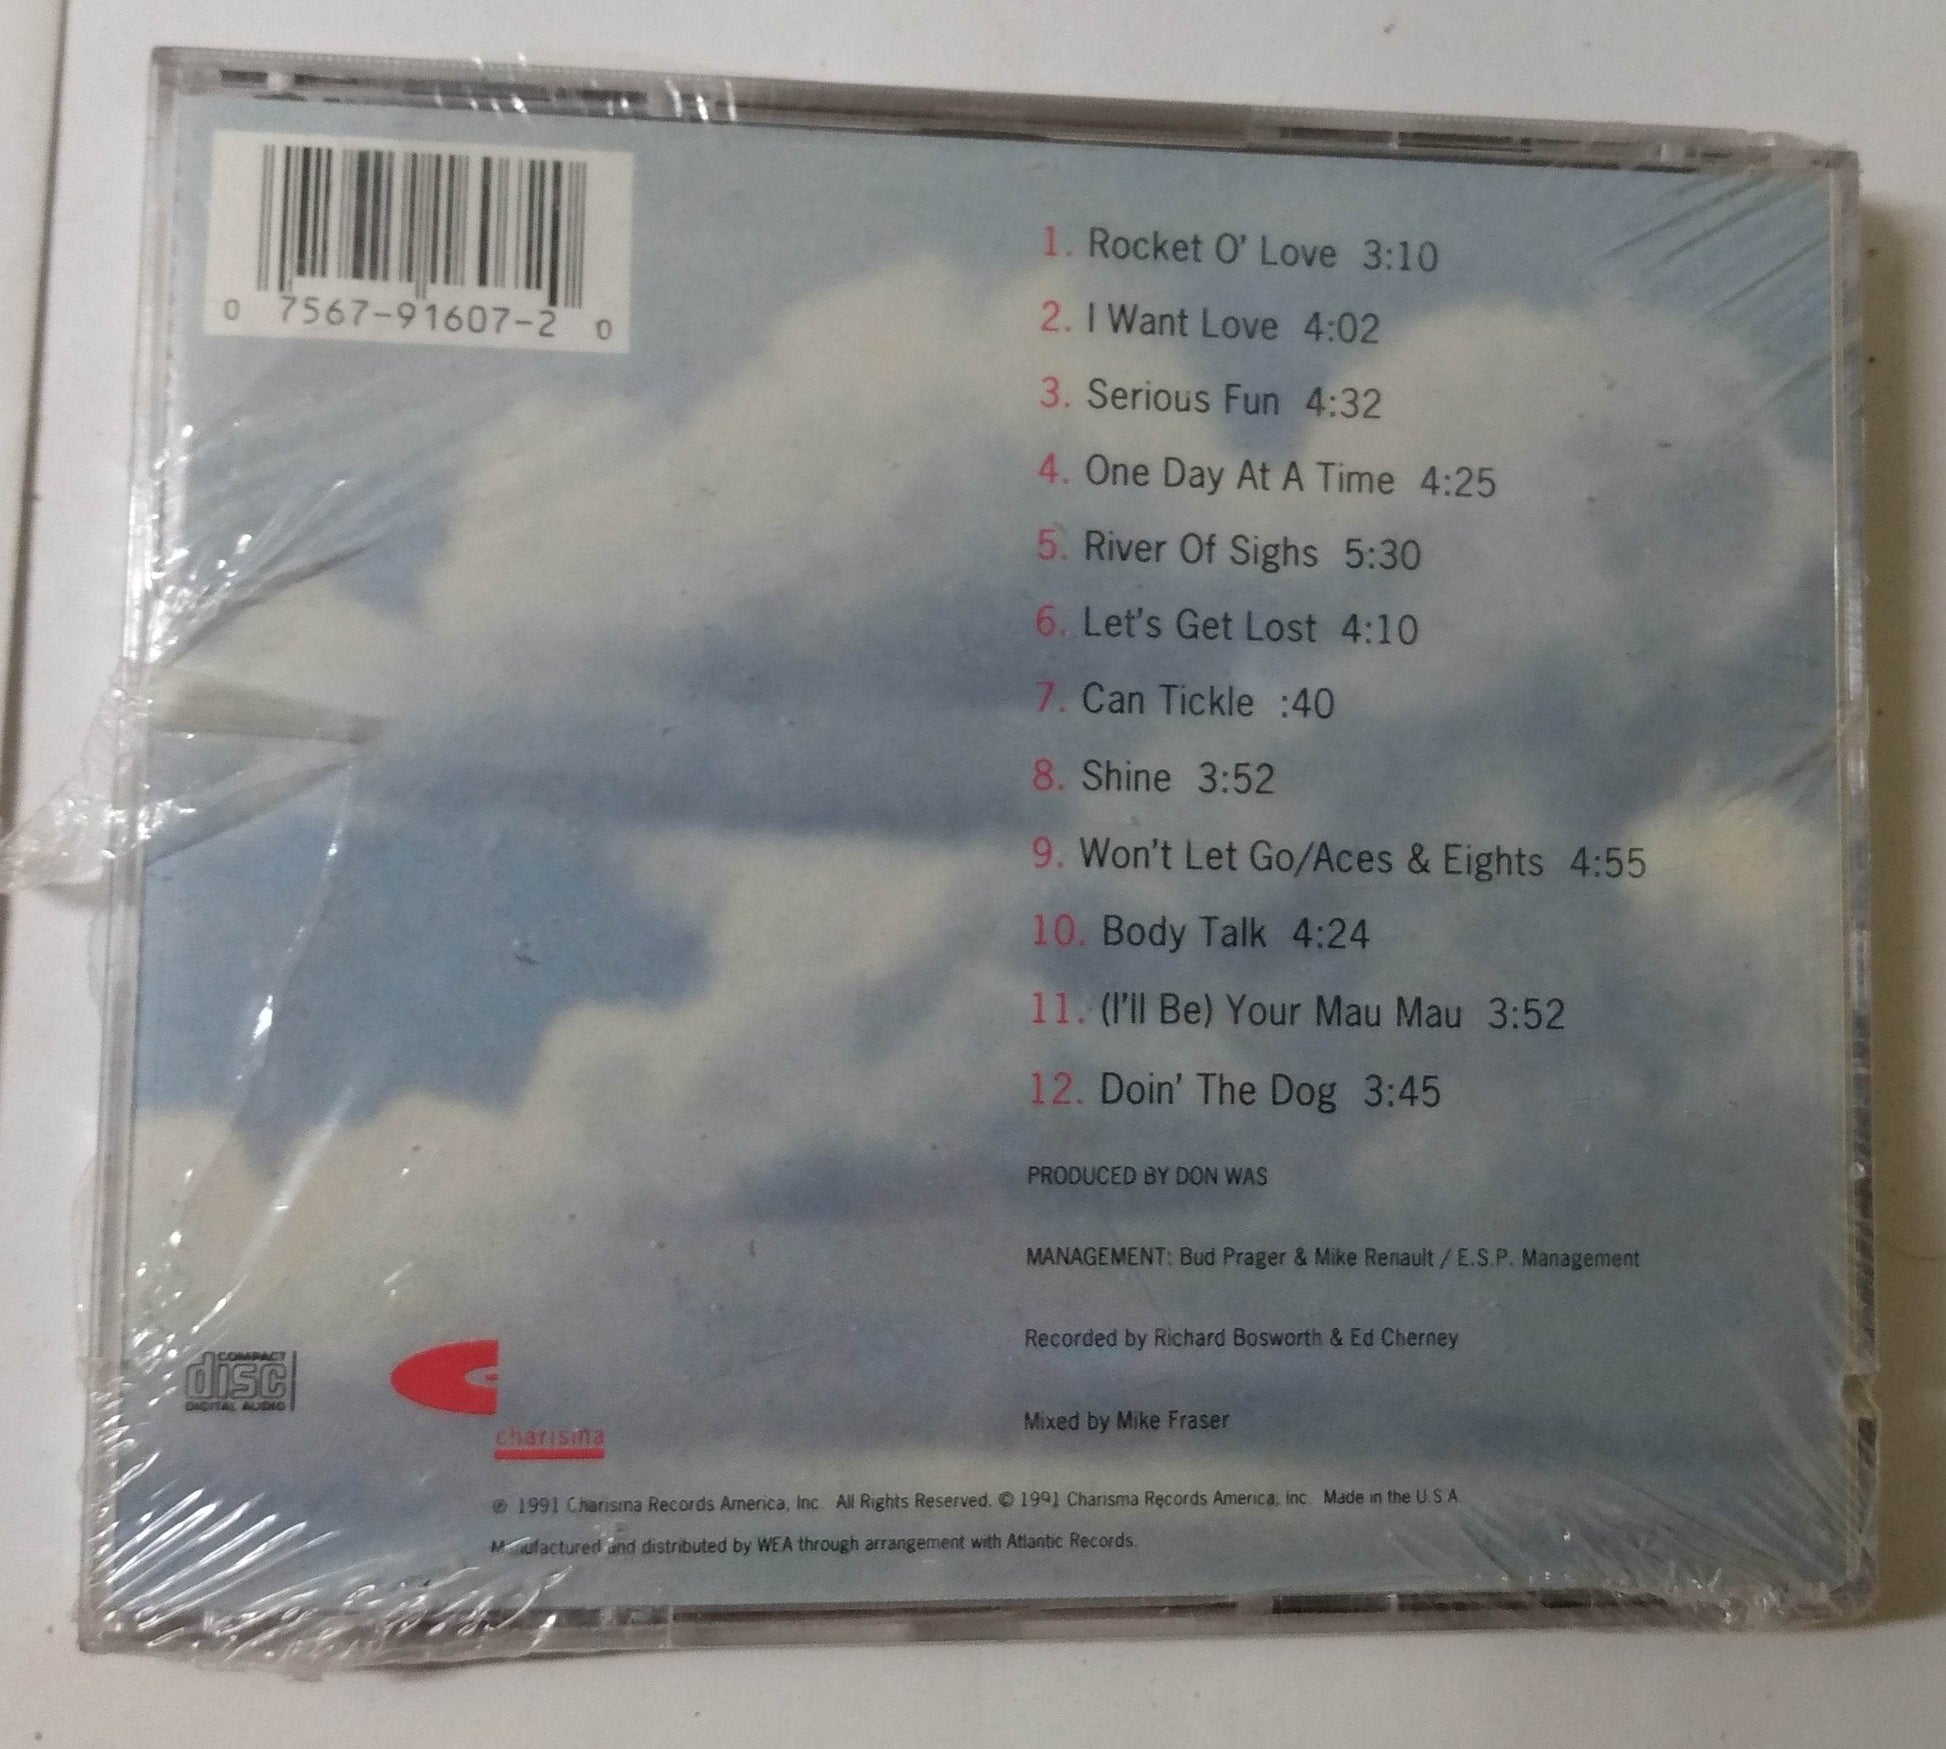 0 7567-91607-2 0
1. Rocket O' Love 3:10
2. I Want Love 4:02
3. Serious Fun 4:32
4. One Day At A Time 4:25
5. River Of Sighs 5:30
6. Let's Get Lost 4:10
7. Can Tickle :40
8. Shine 3:52
9. Won't Let Go/Aces & Eights 4:55
10. Body Talk 4:24
11. (I'll Be) Your Mau Mau 3:52
12. Doin' The Dog 3:45
PRODUCED BY DON WAS
MANAGEMENT: Bud Prager & Mike Renault / E.S.P. Management
Recorded by Richard Bosworth & Ed Cherney
Mixed by Mike Fraser
COMPACT
disc
DIGITAL AUDIO
charisma
℗ 1991 Charisma Records America, Inc. All Rights Reserved. © 1991 Charisma Records America, Inc. Made in the U.S.A.
Manufactured and distributed by WEA through arrangement with Atlantic Records.